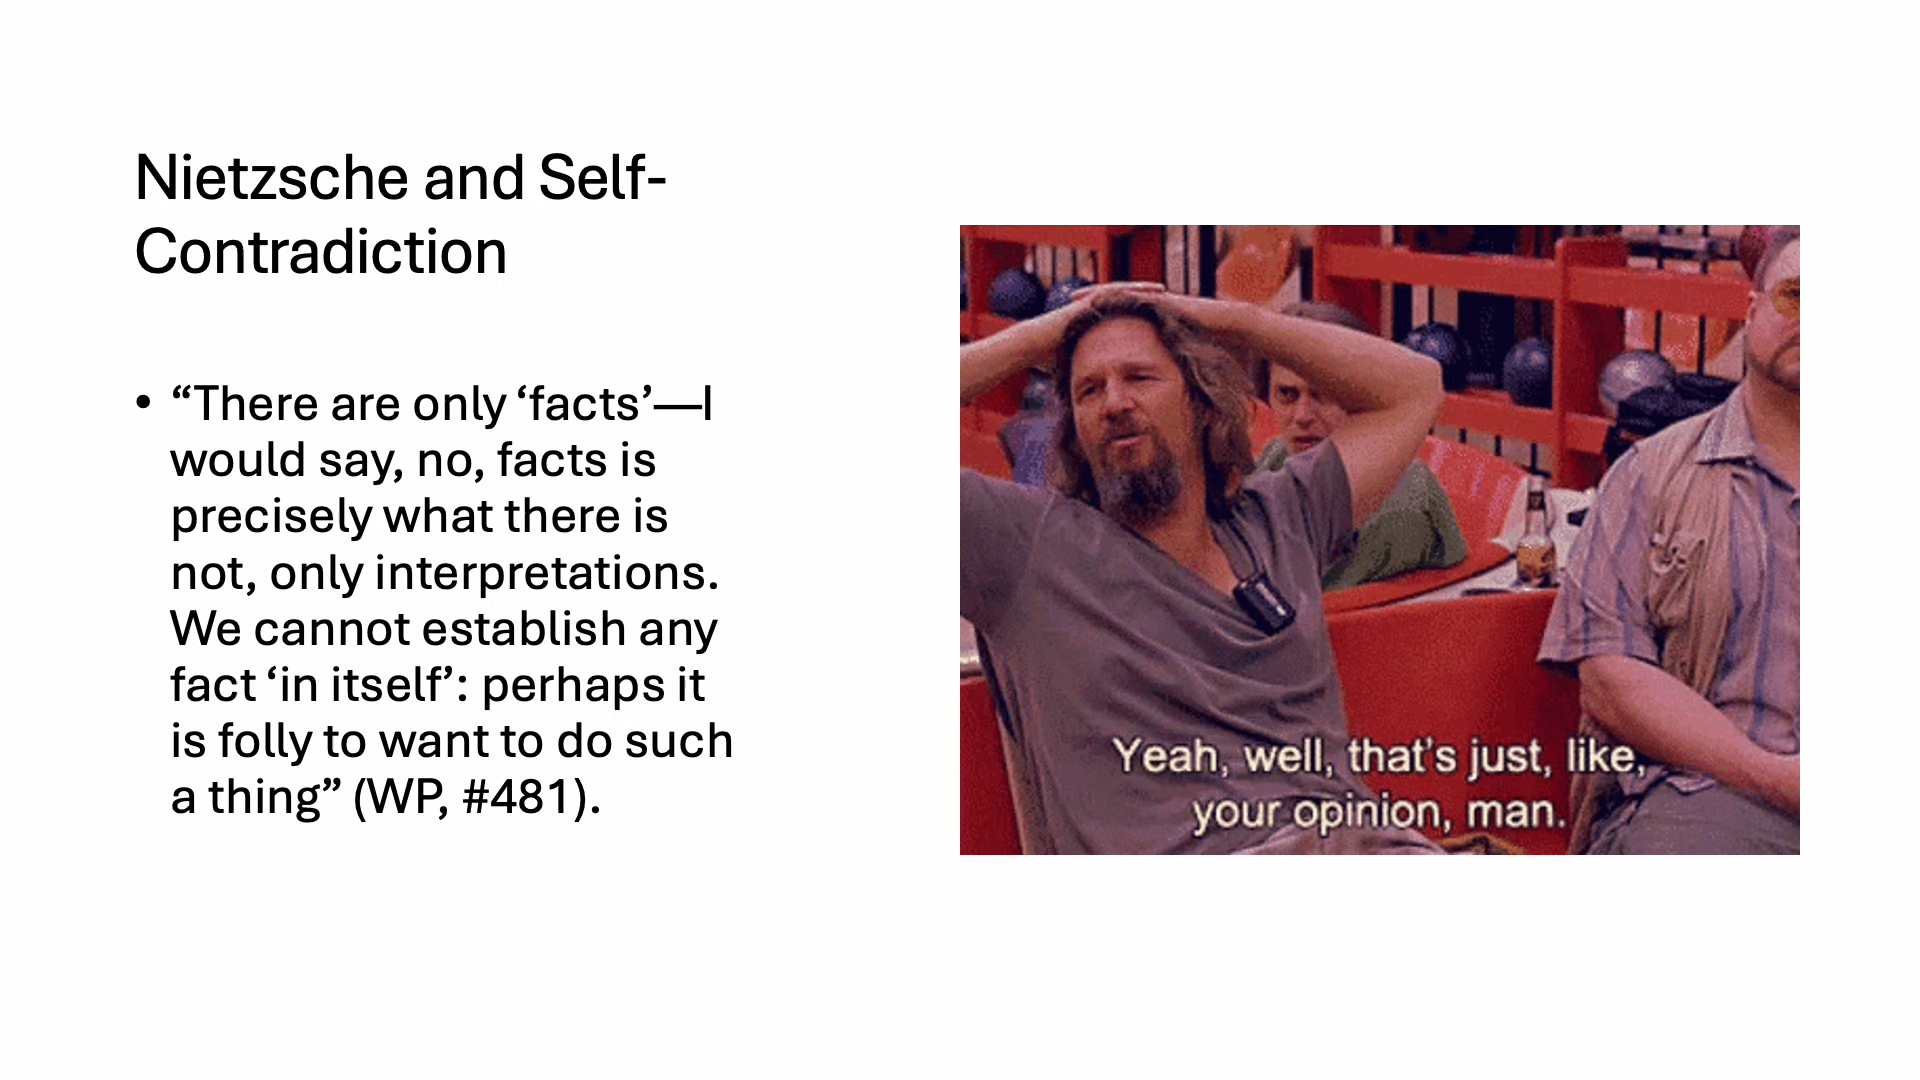 Nietzsche and Self-
Contradiction
• “There are only ‘facts’—I
would say, no, facts is
precisely what there is
not, only interpretations.
We cannot establish any
fact ‘in itself’: perhaps it
is folly to want to do such
a thing” (WP, #481).
Yeah, well, that's just, like,
your opinion, man.